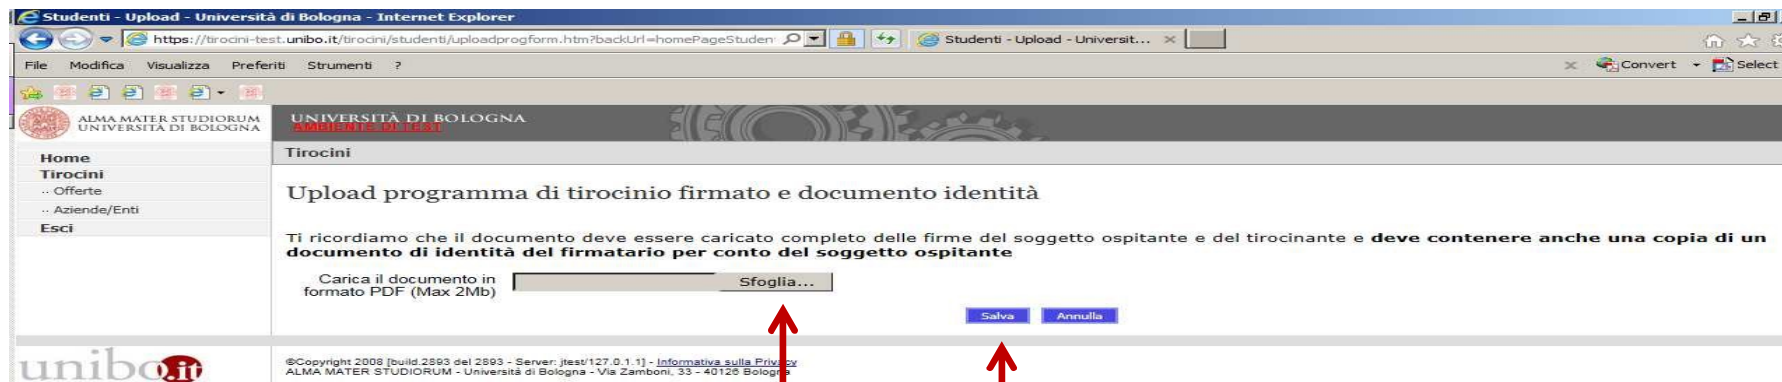 Studenti - Upload - Università di Bologna - Internet Explorer
https://tirocini-test.unibo.it/tirocini/studenti/uploadprogform.htm?backUrl=homePageStuden
Studenti - Upload - Universit...
File Modifica Visualizza Preferiti Strumenti ?
Convert Select
ALMA MATER STUDIORUM
UNIVERSITÀ DI BOLOGNA
UNIVERSITÀ DI BOLOGNA
AMBIENTE DI TEST
Home
Tirocini
.. Offerte
.. Aziende/Enti
Esci
Tirocini
Upload programma di tirocinio firmato e documento identità
Ti ricordiamo che il documento deve essere caricato completo delle firme del soggetto ospitante e del tirocinante e deve contenere anche una copia di un
documento di identità del firmatario per conto del soggetto ospitante
Carica il documento in
formato PDF (Max 2Mb)
Sfoglia...
Salva Annulla
unibo.it
©Copyright 2008 [build.2893 del 2893 - Server: jtest/127.0.1.1] - Informativa sulla Privacy
ALMA MATER STUDIORUM - Università di Bologna - Via Zamboni, 33 - 40126 Bologna